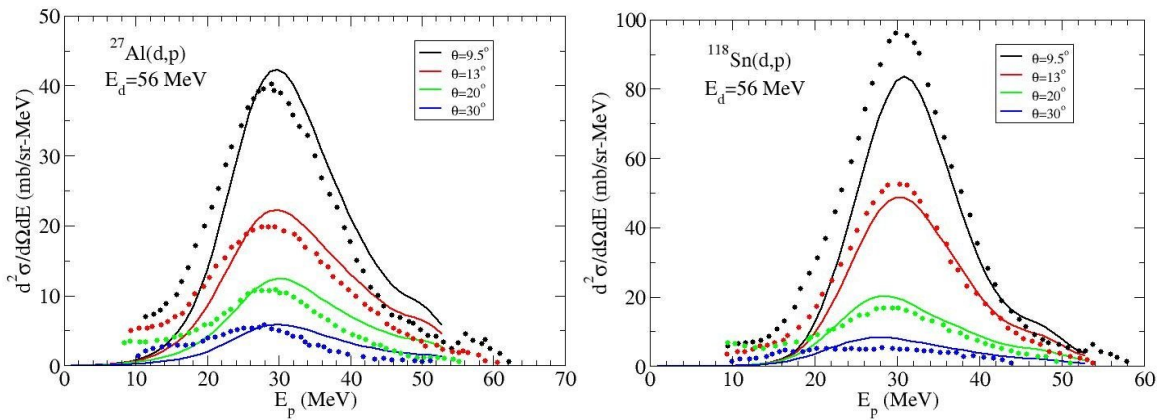 50
40
30
20
10
0
d²σ/dΩdE (mb/sr-MeV)
²⁷Al(d,p)
E_d=56 MeV
θ=9.5°
θ=13°
θ=20°
θ=30°
0 10 20 30 40 50 60 70
E_p (MeV)
100
80
60
40
20
0
d²σ/dΩdE (mb/sr-MeV)
¹¹⁸Sn(d,p)
E_d=56 MeV
θ=9.5°
θ=13°
θ=20°
θ=30°
0 10 20 30 40 50 60
E_p (MeV)